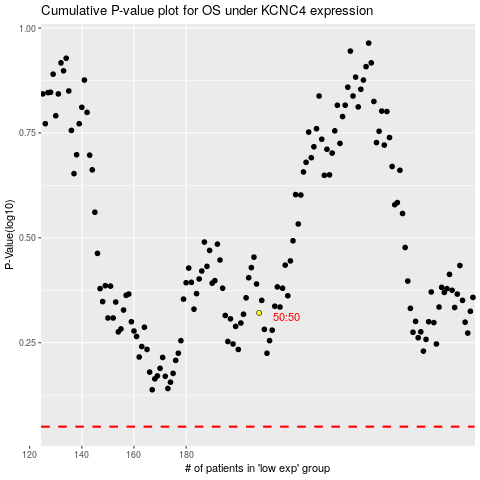 Cumulative P-value plot for OS under KCNC4 expression
P-Value(log10)
1.00
0.75
0.50
0.25
50:50
120 140 160 180
# of patients in 'low exp' group